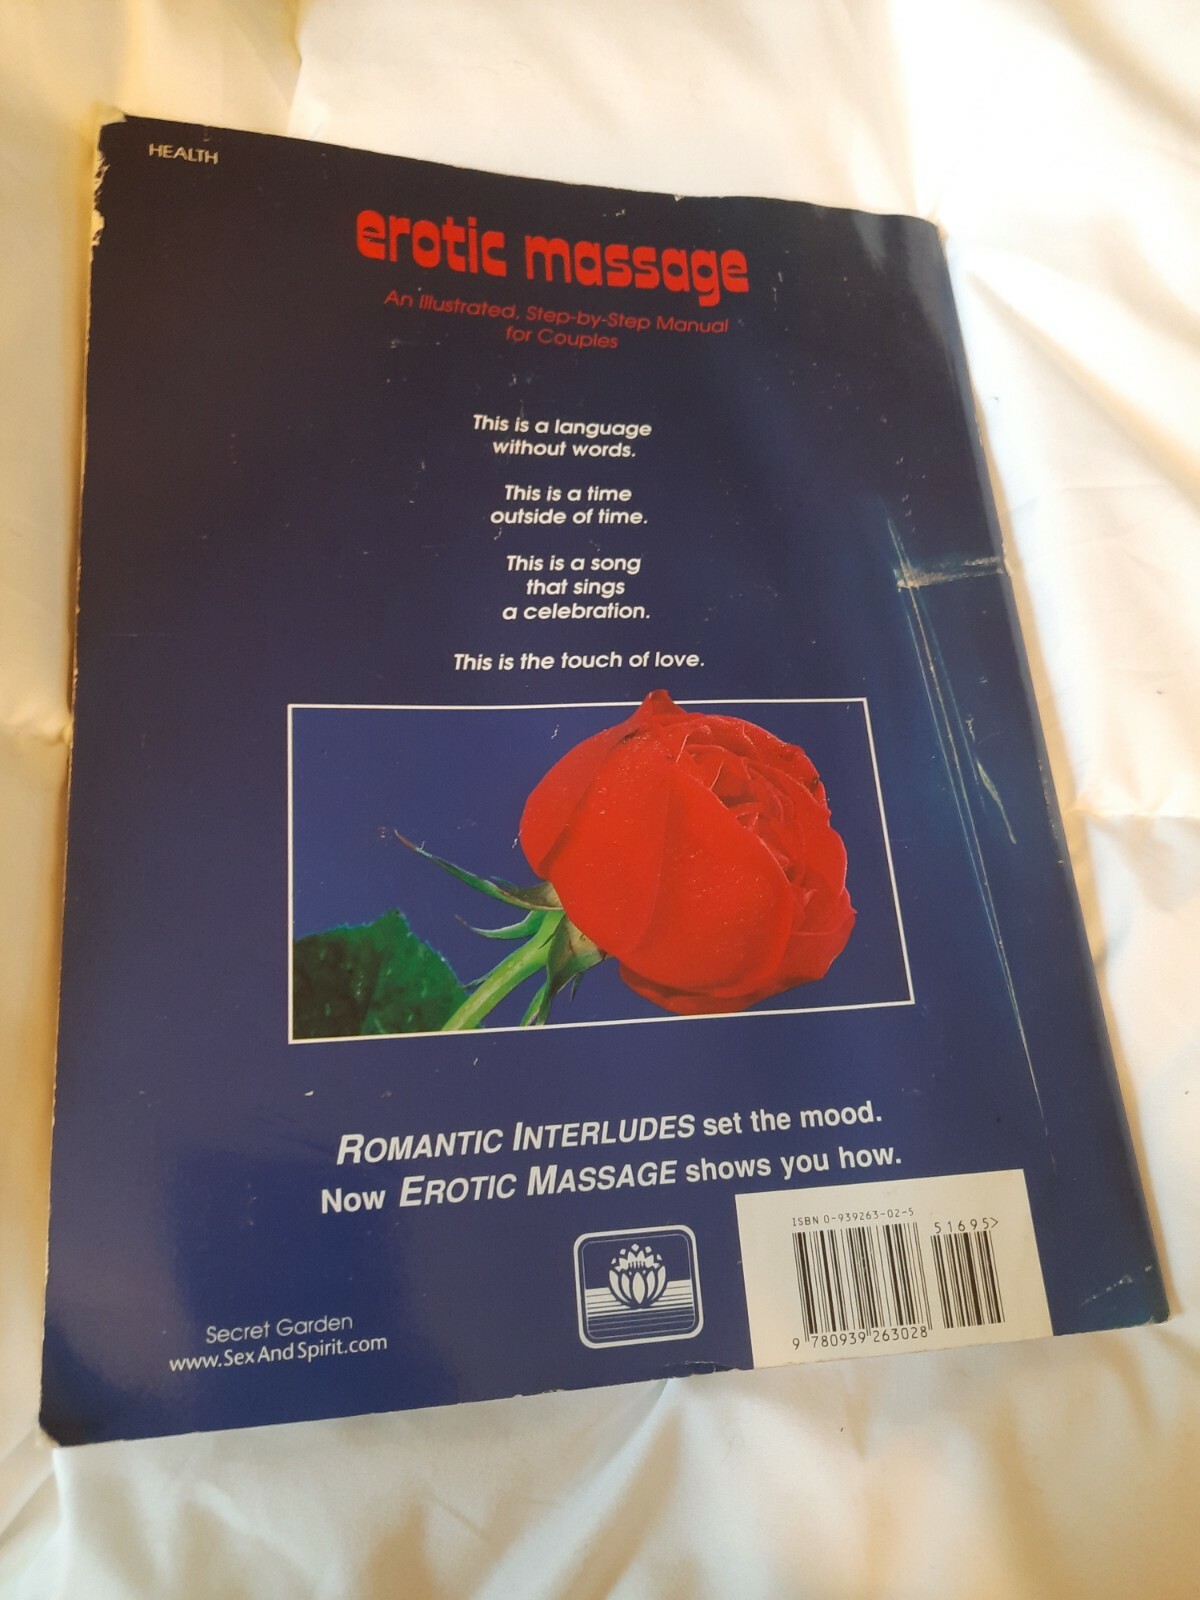 HEALTH
erotic massage
An Illustrated, Step-by-Step Manual
for Couples
This is a language
without words.
This is a time
outside of time.
This is a song
that sings
a celebration.
This is the touch of love.
ROMANTIC INTERLUDES set the mood.
Now EROTIC MASSAGE shows you how.
ISBN 0-939263-02-5
51695>
9 780939 263028
Secret Garden
www.SexAndSpirit.com